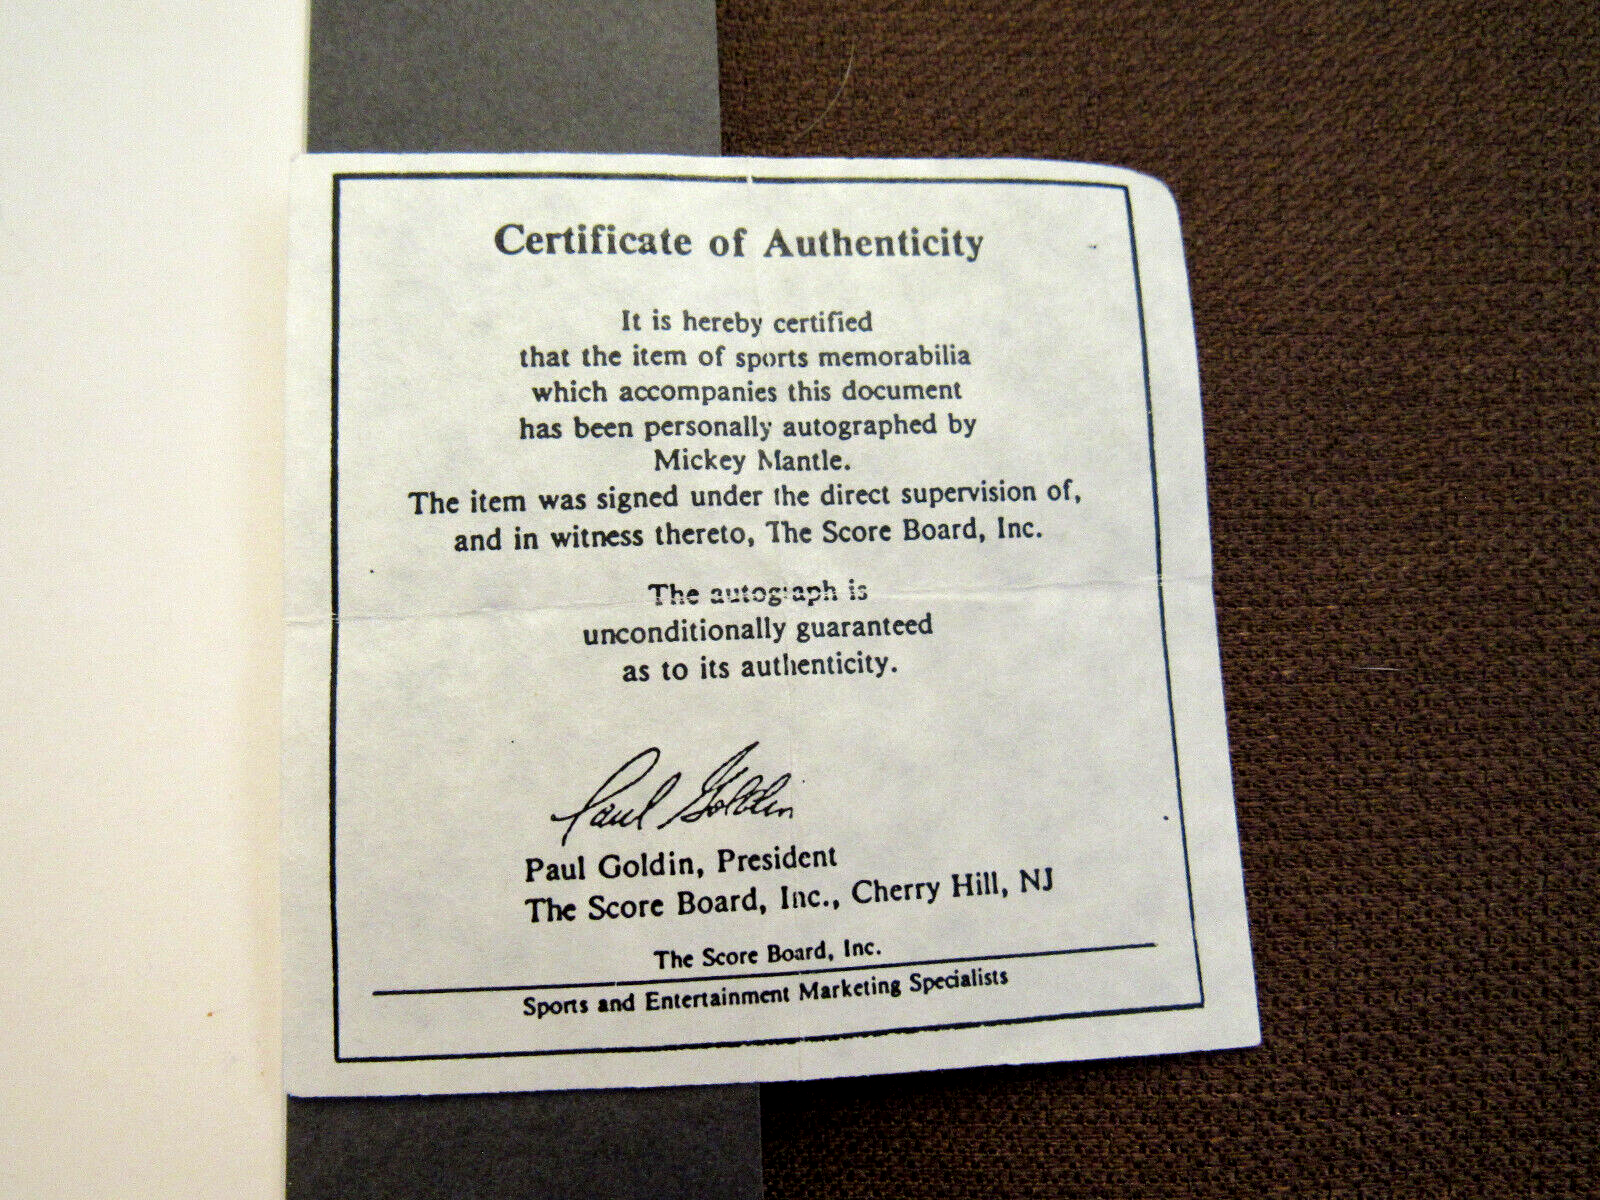 Certificate of Authenticity
It is hereby certified
that the item of sports memorabilia
which accompanies this document
has been personally autographed by
Mickey Mantle.
The item was signed under the direct supervision of,
and in witness thereto, The Score Board, Inc.
The autograph is
unconditionally guaranteed
as to its authenticity.
Paul Goldin
Paul Goldin, President
The Score Board, Inc., Cherry Hill, NJ
The Score Board, Inc.
Sports and Entertainment Marketing Specialists